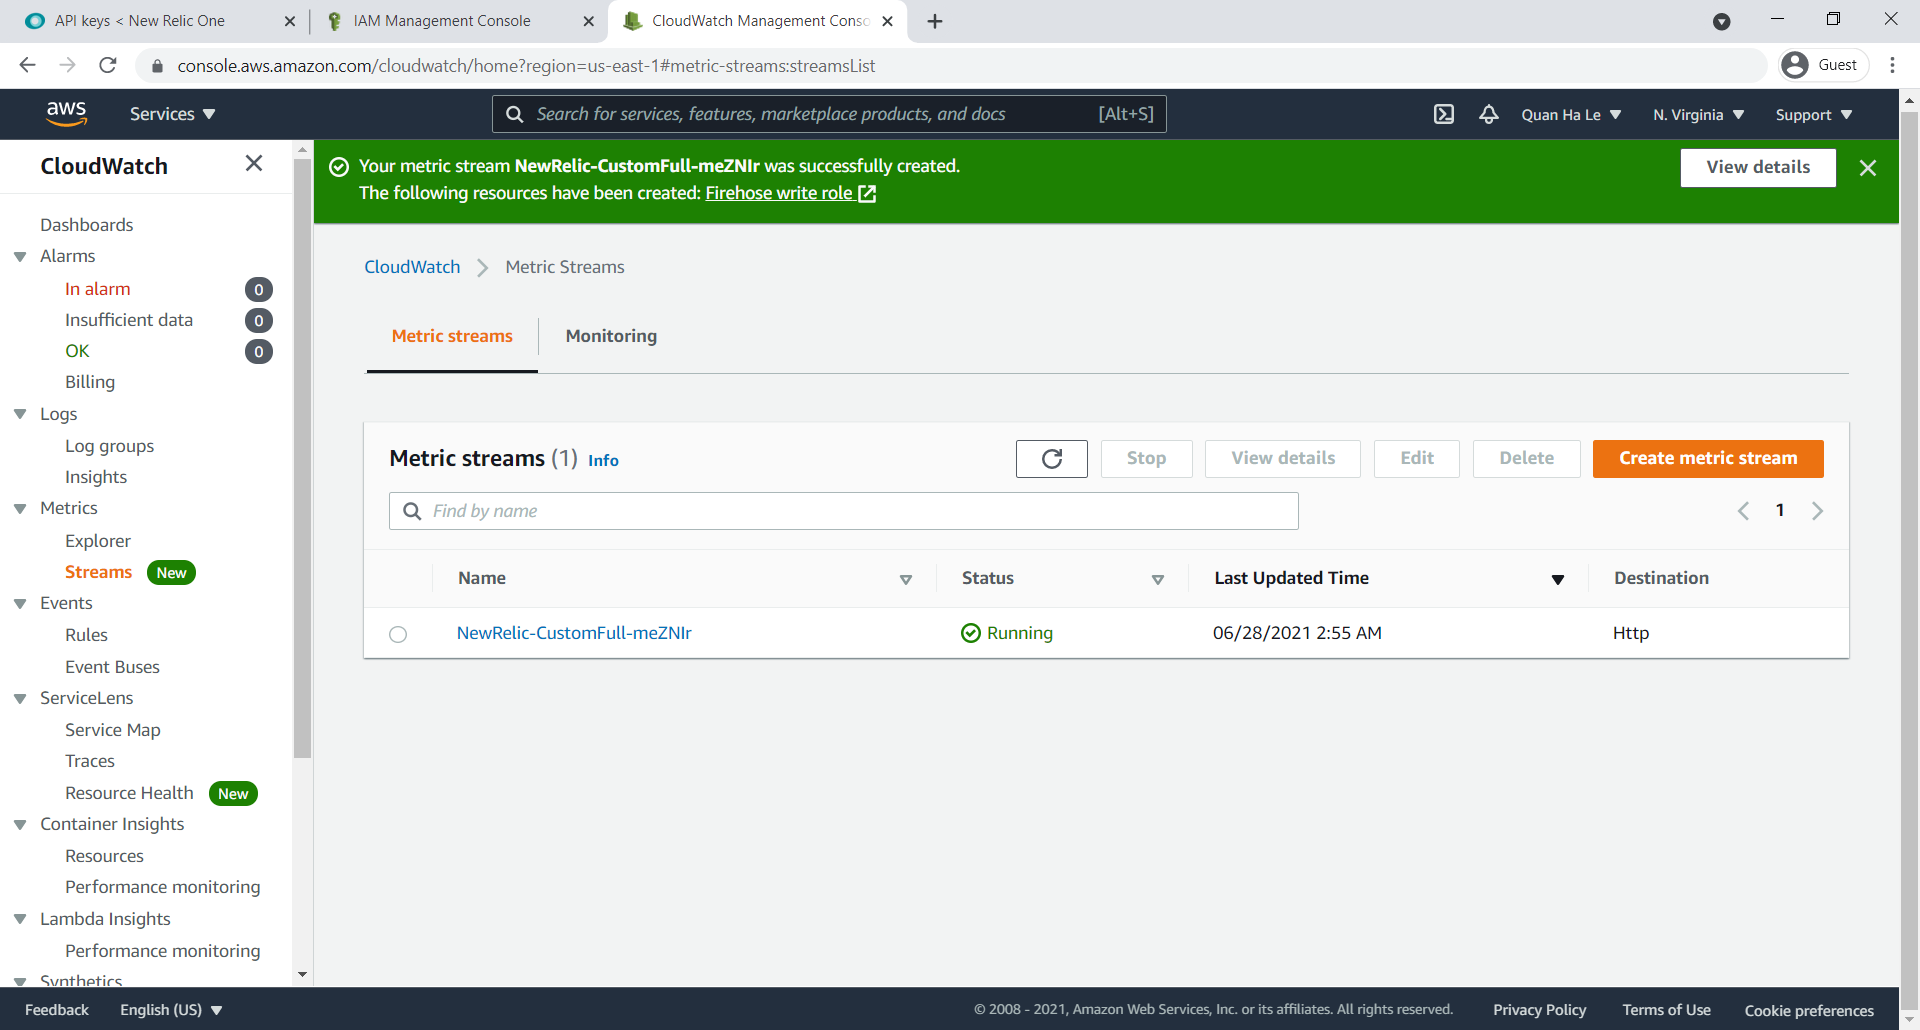 API keys < New Relic One
IAM Management Console
CloudWatch Management Conso
console.aws.amazon.com/cloudwatch/home?region=us-east-1#metric-streams:streamsList
Guest
aws
Services
Search for services, features, marketplace products, and docs
[Alt+S]
Quan Ha Le
N. Virginia
Support
CloudWatch
Dashboards
Alarms
In alarm 0
Insufficient data 0
OK 0
Billing
Logs
Log groups
Insights
Metrics
Explorer
Streams New
Events
Rules
Event Buses
ServiceLens
Service Map
Traces
Resource Health New
Container Insights
Resources
Performance monitoring
Lambda Insights
Performance monitoring
Synthetics
Your metric stream NewRelic-CustomFull-meZNIr was successfully created.
The following resources have been created: Firehose write role
View details
CloudWatch
Metric Streams
Metric streams
Monitoring
Metric streams (1) Info
Stop
View details
Edit
Delete
Create metric stream
Find by name
1
Name
Status
Last Updated Time
Destination
NewRelic-CustomFull-meZNIr
Running
06/28/2021 2:55 AM
Http
Feedback
English (US)
© 2008 - 2021, Amazon Web Services, Inc. or its affiliates. All rights reserved.
Privacy Policy
Terms of Use
Cookie preferences